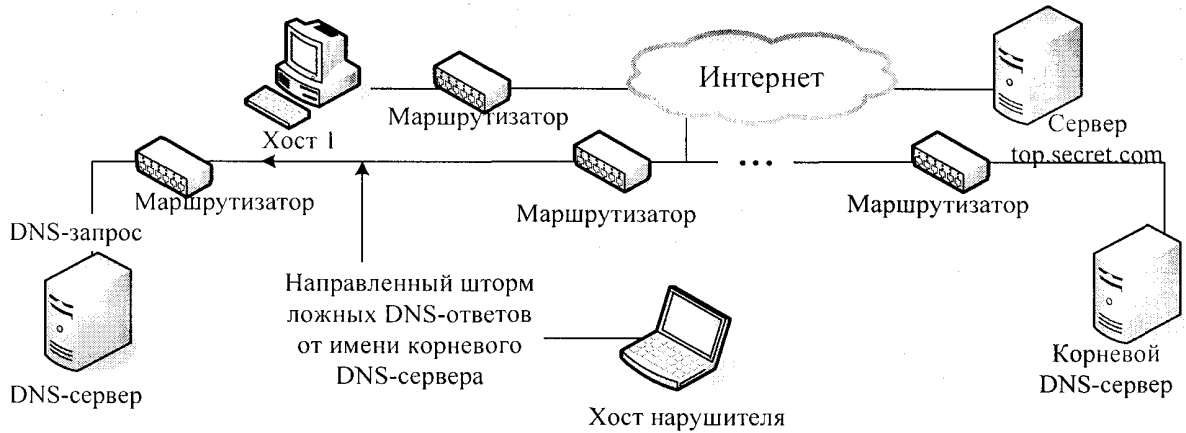 Интернет
Маршрутизатор
Хост 1
Сервер
top.secret.com
Маршрутизатор
Маршрутизатор
Маршрутизатор
DNS-запрос
Направленный шторм
ложных DNS-ответов
от имени корневого
DNS-сервера
DNS-сервер
Корневой
DNS-сервер
Хост нарушителя